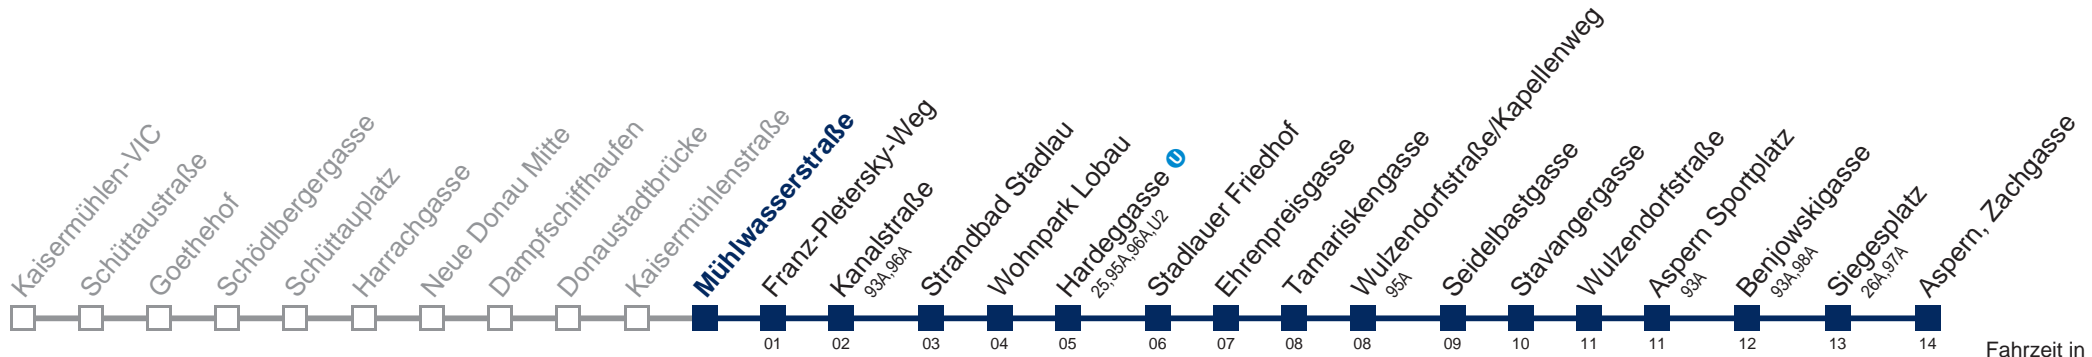 Kaisermühlen-VIC
Schüttaustraße
Goethehof
Schödlbergergasse
Schüttauplatz
Harrachgasse
Neue Donau Mitte
Dampfschiffhaufen
Donaustadtbrücke
Kaisermühlenstraße
Mühlwasserstraße
Franz-Pletersky-Weg
Kanalstraße
93A,96A
Strandbad Stadlau
Wohnpark Lobau
Hardeggasse U
25,95A,96A,U2
Stadlauer Friedhof
Ehrenpreisgasse
Tamariskengasse
Wulzendorfstraße/Kapellenweg
95A
Seidelbastgasse
Stavangergasse
Wulzendorfstraße
Aspern Sportplatz
93A
Benjowskigasse
93A,98A
Siegesplatz
26A,97A
Aspern, Zachgasse
01 02 03 04 05 06 07 08 08 09 10 11 11 12 13 14
Fahrzeit in